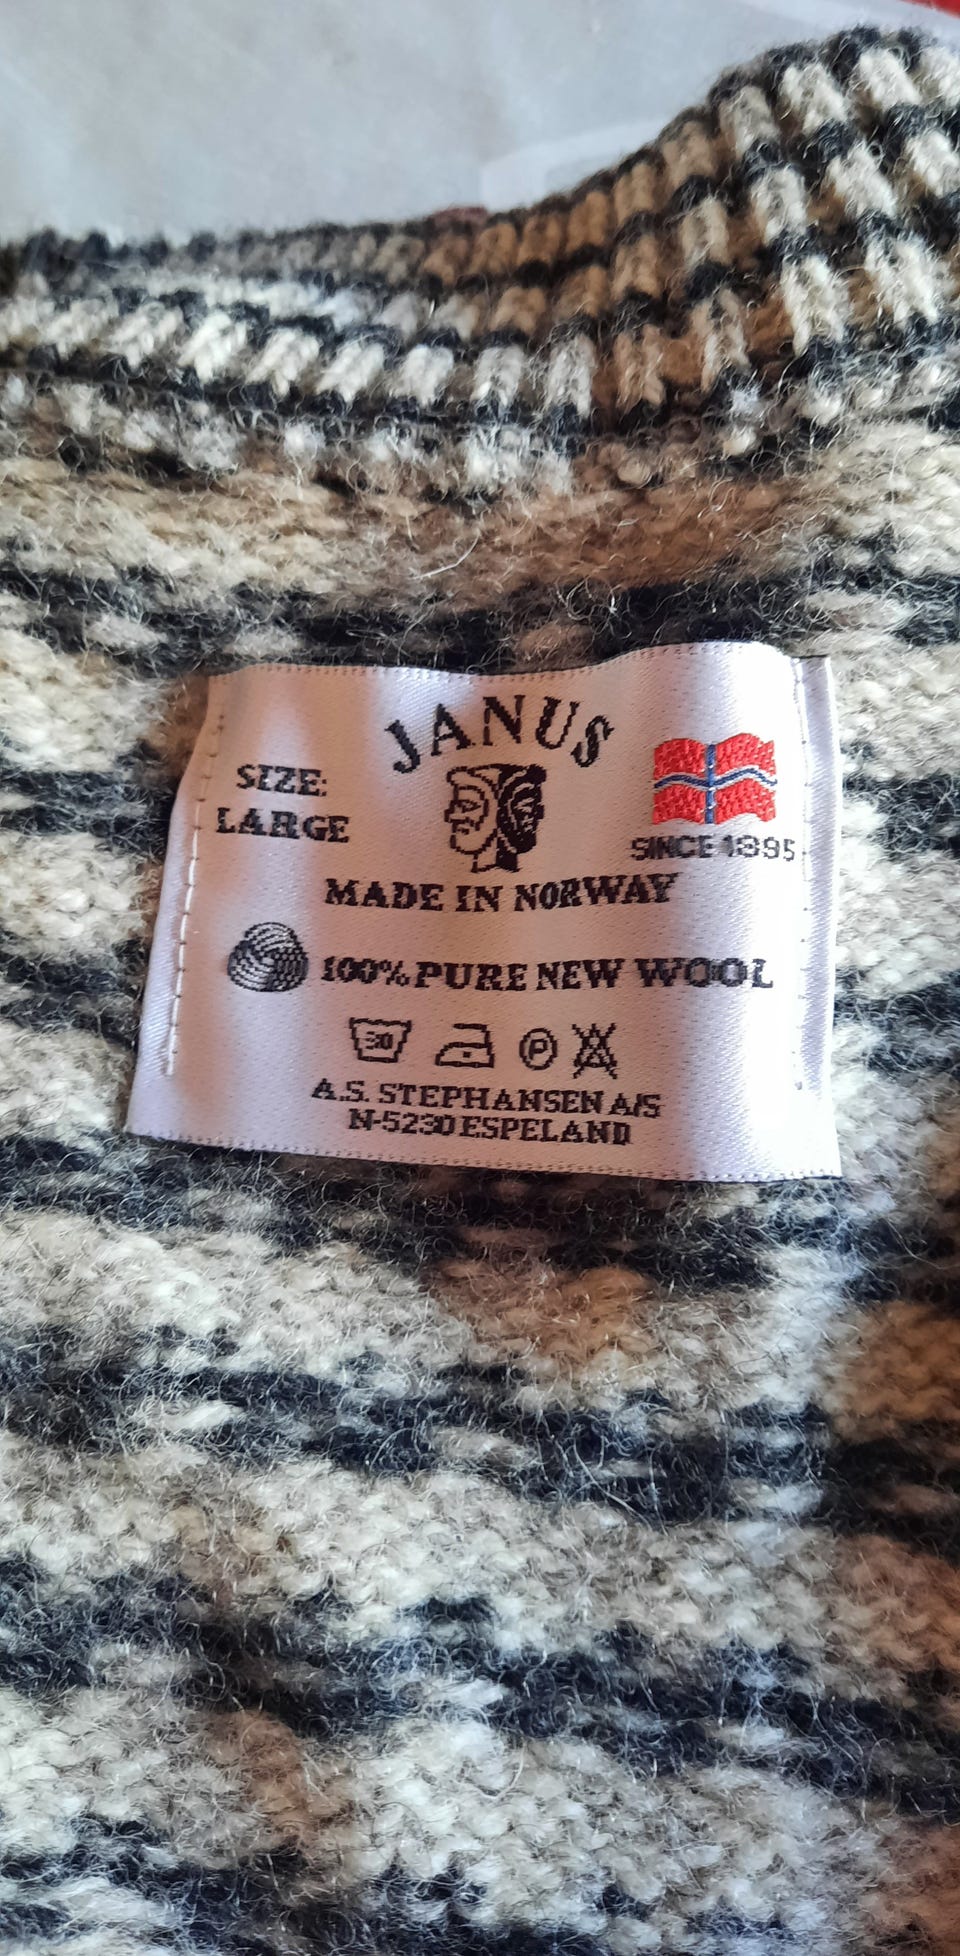 JANUS
SIZE:
LARGE
SINCE 1895
MADE IN NORWAY
100% PURE NEW WOOL
30
P
A.S. STEPHANSEN A/S
N-5230 ESPELAND